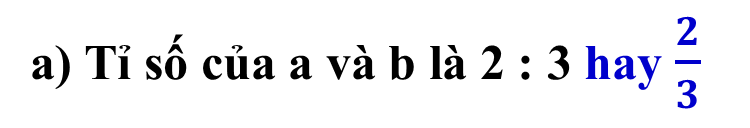 a) Tỉ số của a và b là 2 : 3 hay 2/3